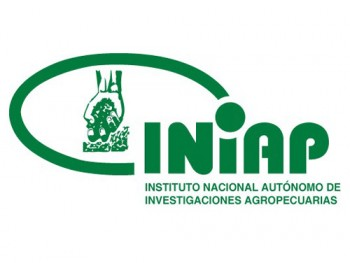 INIAP
INSTITUTO NACIONAL AUTÓNOMO DE
INVESTIGACIONES AGROPECUARIAS